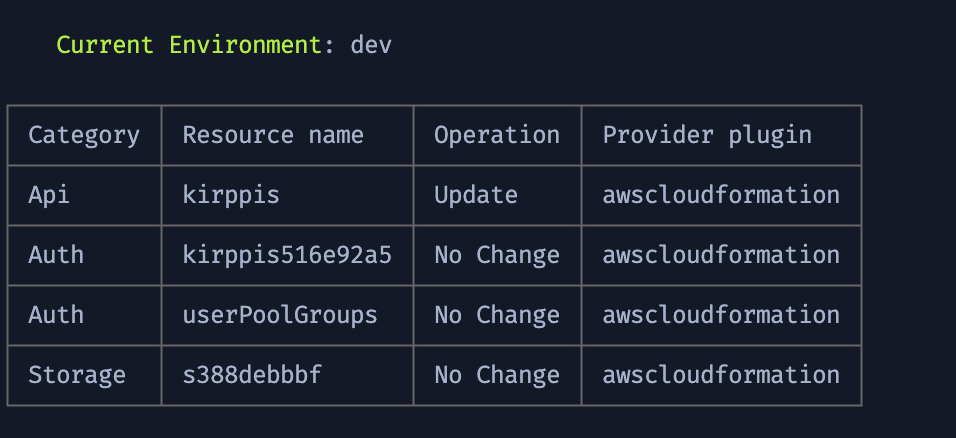 Current Environment: dev
Category Resource name Operation Provider plugin
Api kirppis Update awscloudformation
Auth kirppis516e92a5 No Change awscloudformation
Auth userPoolGroups No Change awscloudformation
Storage s388debbbf No Change awscloudformation